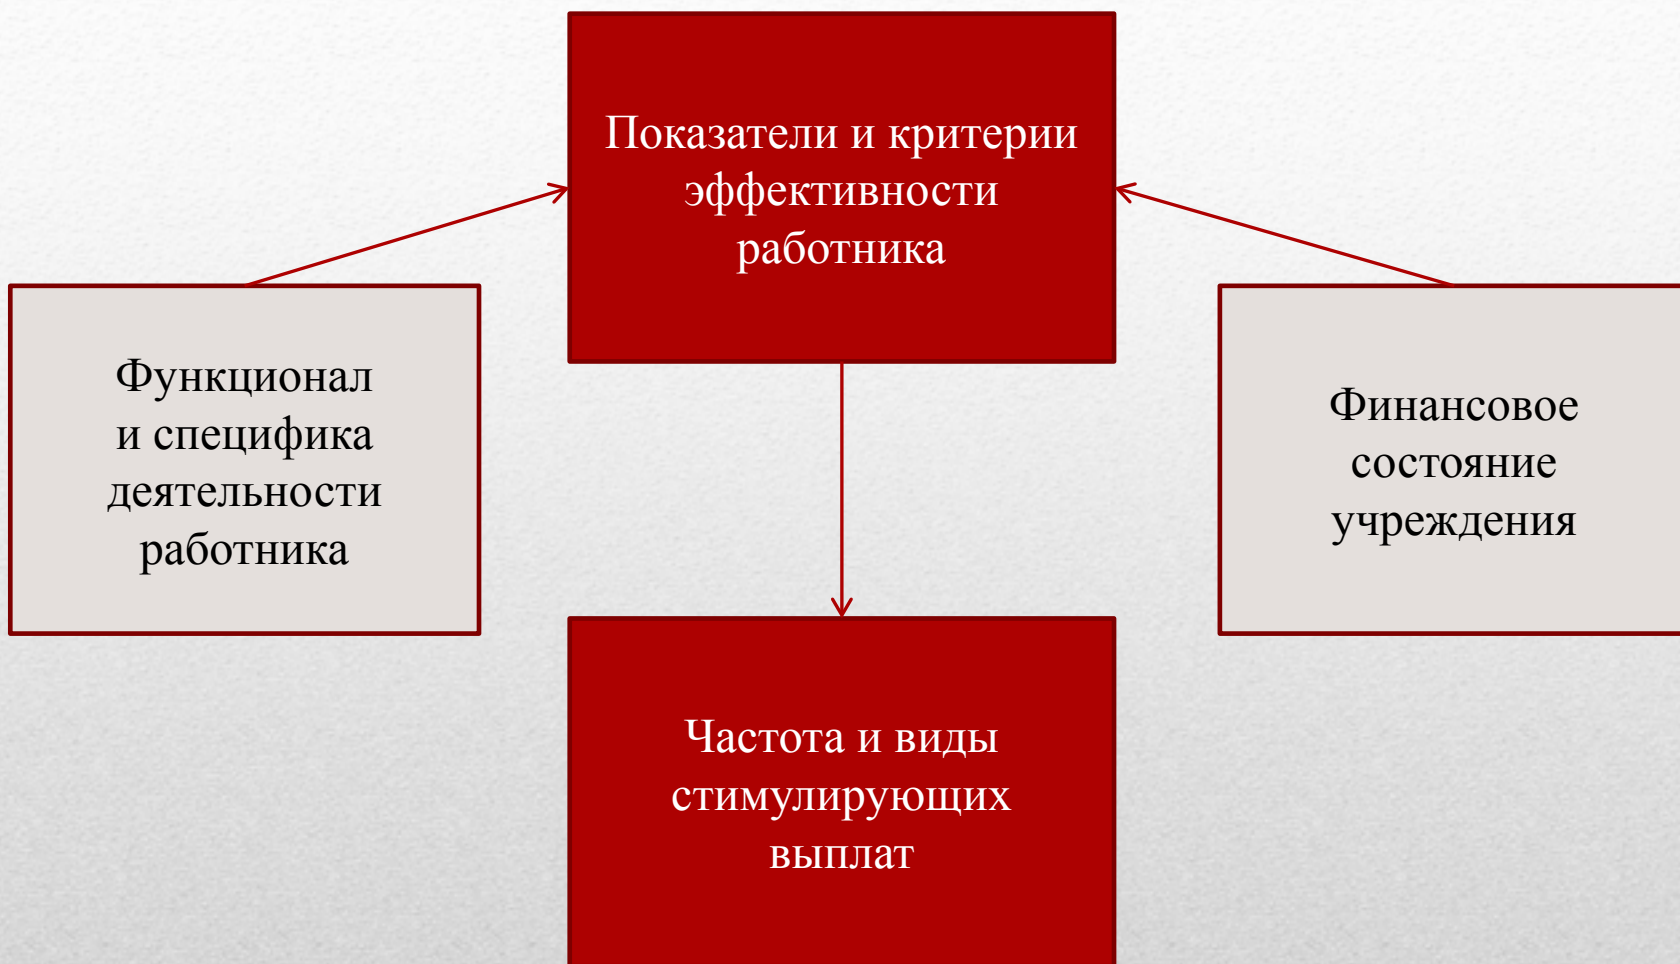 Показатели и критерии
эффективности
работника
Функционал
и специфика
деятельности
работника
Финансовое
состояние
учреждения
Частота и виды
стимулирующих
выплат